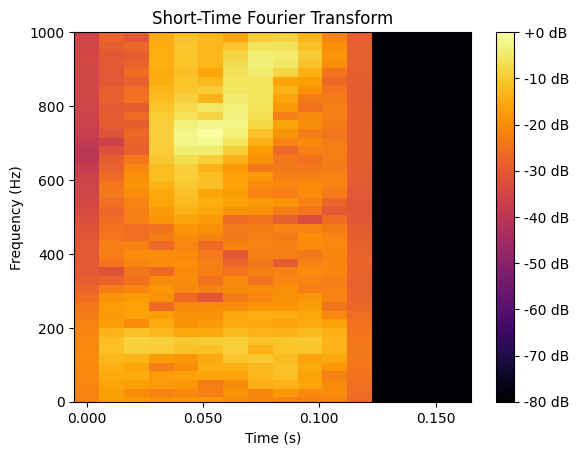 Short-Time Fourier Transform
1000
800
600
400
200
0
Frequency (Hz)
0.000
0.050
0.100
0.150
Time (s)
+0 dB
-10 dB
-20 dB
-30 dB
-40 dB
-50 dB
-60 dB
-70 dB
-80 dB